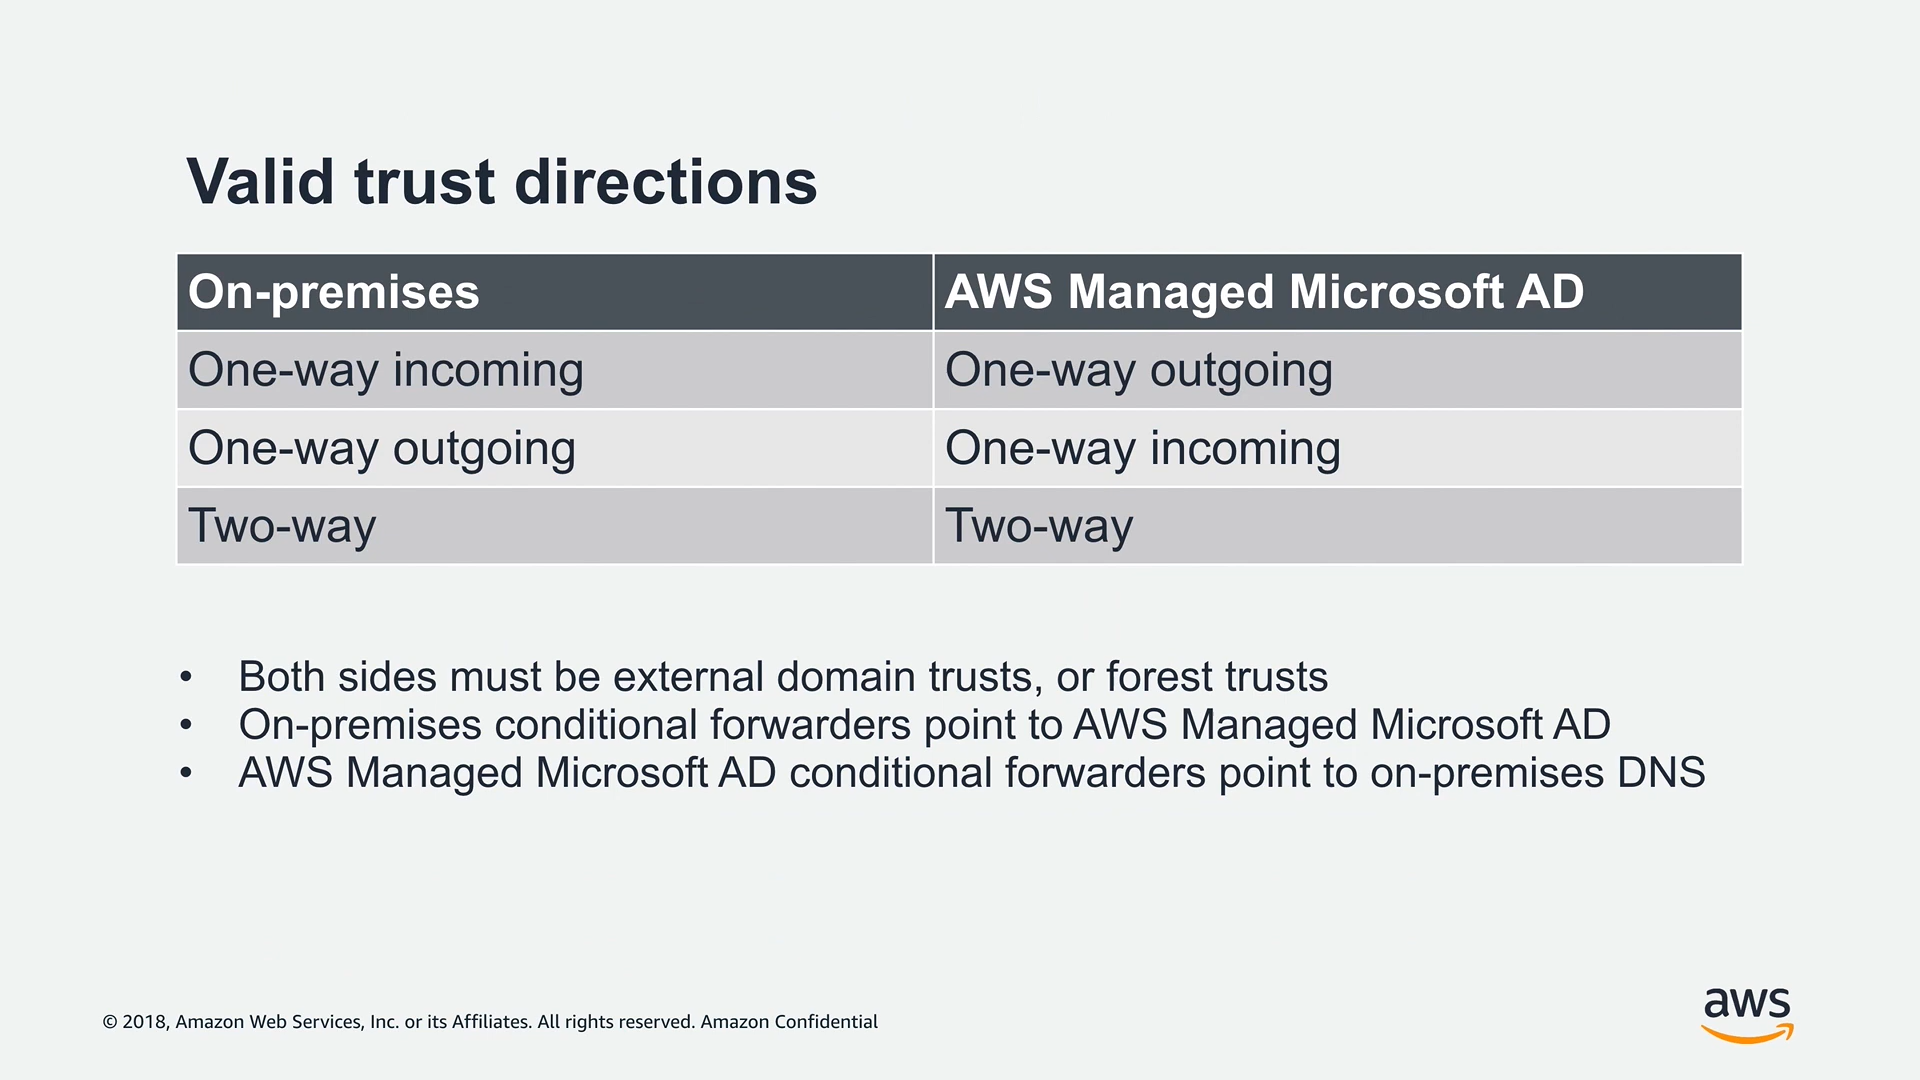 Valid trust directions
On-premises
AWS Managed Microsoft AD
One-way incoming
One-way outgoing
One-way outgoing
One-way incoming
Two-way
Two-way
• Both sides must be external domain trusts, or forest trusts
• On-premises conditional forwarders point to AWS Managed Microsoft AD
• AWS Managed Microsoft AD conditional forwarders point to on-premises DNS
© 2018, Amazon Web Services, Inc. or its Affiliates. All rights reserved. Amazon Confidential
aws